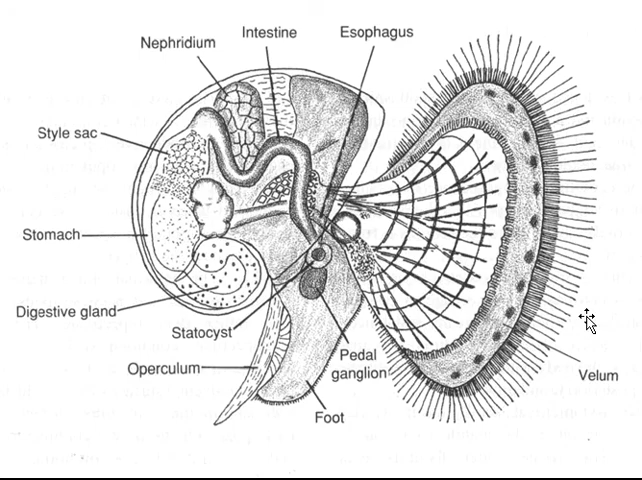 Nephridium
Intestine
Esophagus
Style sac
Stomach
Digestive gland
Statocyst
Operculum
Pedal
ganglion
Foot
Velum